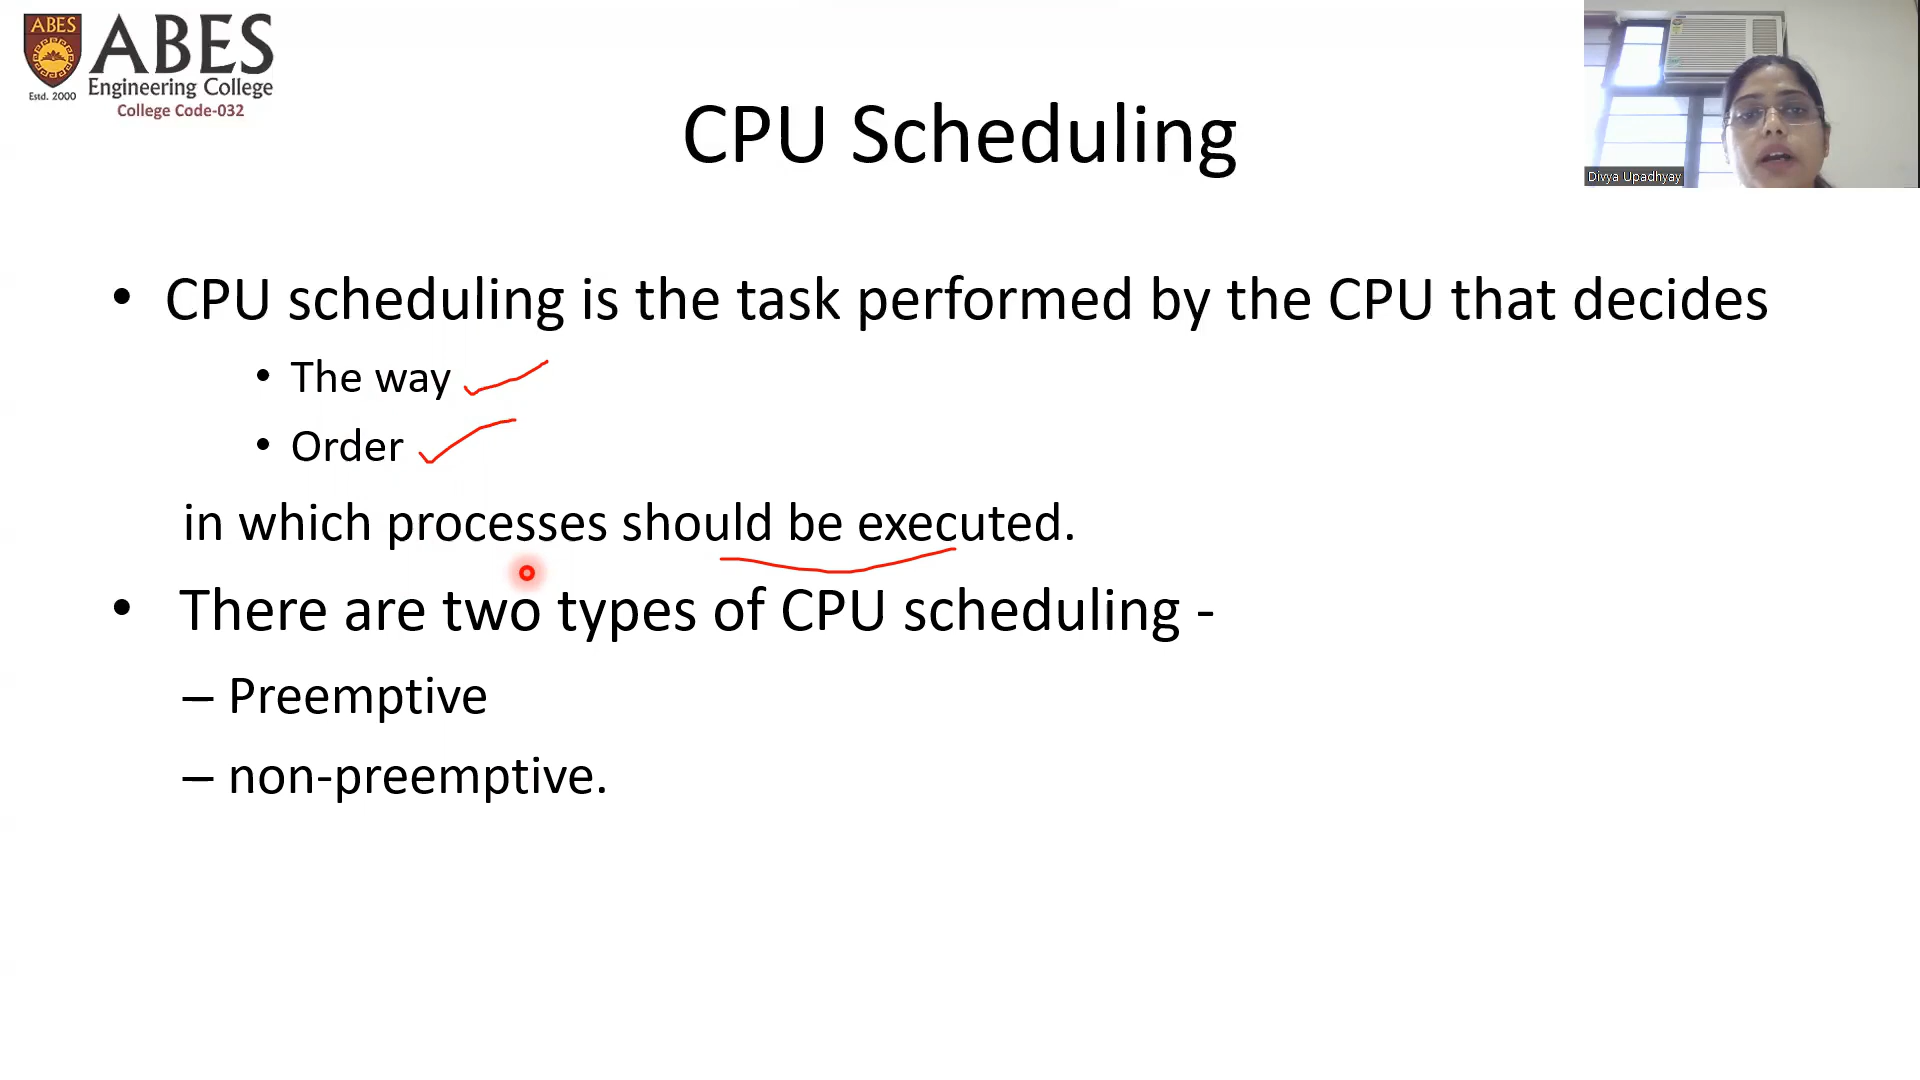 ABES
Estd. 2000
ABES
Engineering College
College Code-032
CPU Scheduling
Divya Upadhyay
• CPU scheduling is the task performed by the CPU that decides
• The way
• Order
in which processes should be executed.
• There are two types of CPU scheduling -
– Preemptive
– non-preemptive.